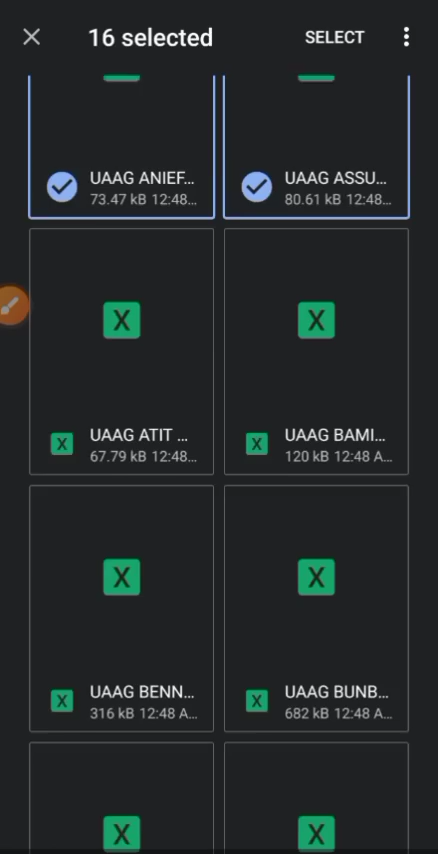 16 selected
SELECT
UAAG ANIEF...
73.47 kB 12:48...
UAAG ASSU...
80.61 kB 12:48...
X
X
X
UAAG ATIT ...
67.79 kB 12:48...
X
UAAG BAMI...
120 kB 12:48 A...
X
X
X
UAAG BENN...
316 kB 12:48 A...
X
UAAG BUNB...
682 kB 12:48 A...
X
X